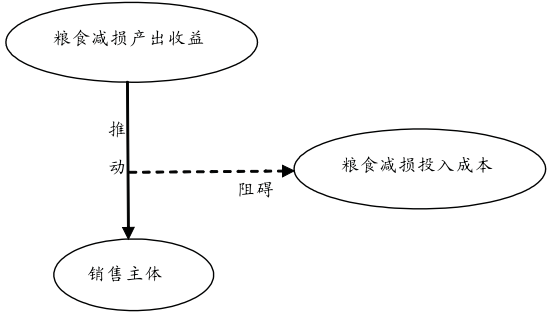 粮食减损产出收益
推
动
粮食减损投入成本
阻碍
销售主体